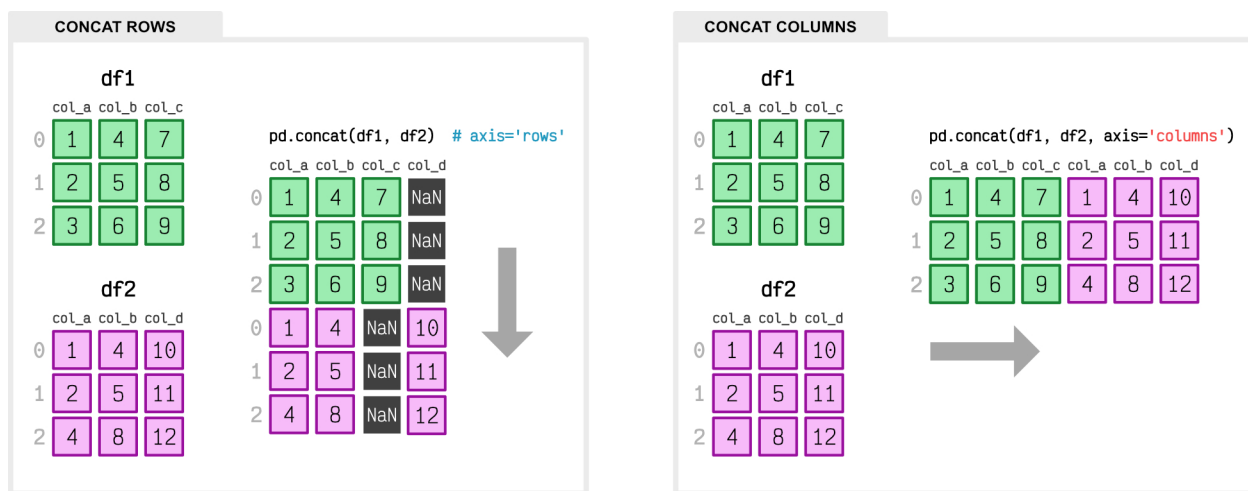 CONCAT ROWS
df1
col_a col_b col_c
0 1 4 7
1 2 5 8
2 3 6 9
df2
col_a col_b col_d
0 1 4 10
1 2 5 11
2 4 8 12
pd.concat(df1, df2) # axis='rows'
col_a col_b col_c col_d
0 1 4 7 NaN
1 2 5 8 NaN
2 3 6 9 NaN
0 1 4 NaN 10
1 2 5 NaN 11
2 4 8 NaN 12
CONCAT COLUMNS
df1
col_a col_b col_c
0 1 4 7
1 2 5 8
2 3 6 9
df2
col_a col_b col_d
0 1 4 10
1 2 5 11
2 4 8 12
pd.concat(df1, df2, axis='columns')
col_a col_b col_c col_a col_b col_d
0 1 4 7 1 4 10
1 2 5 8 2 5 11
2 3 6 9 4 8 12